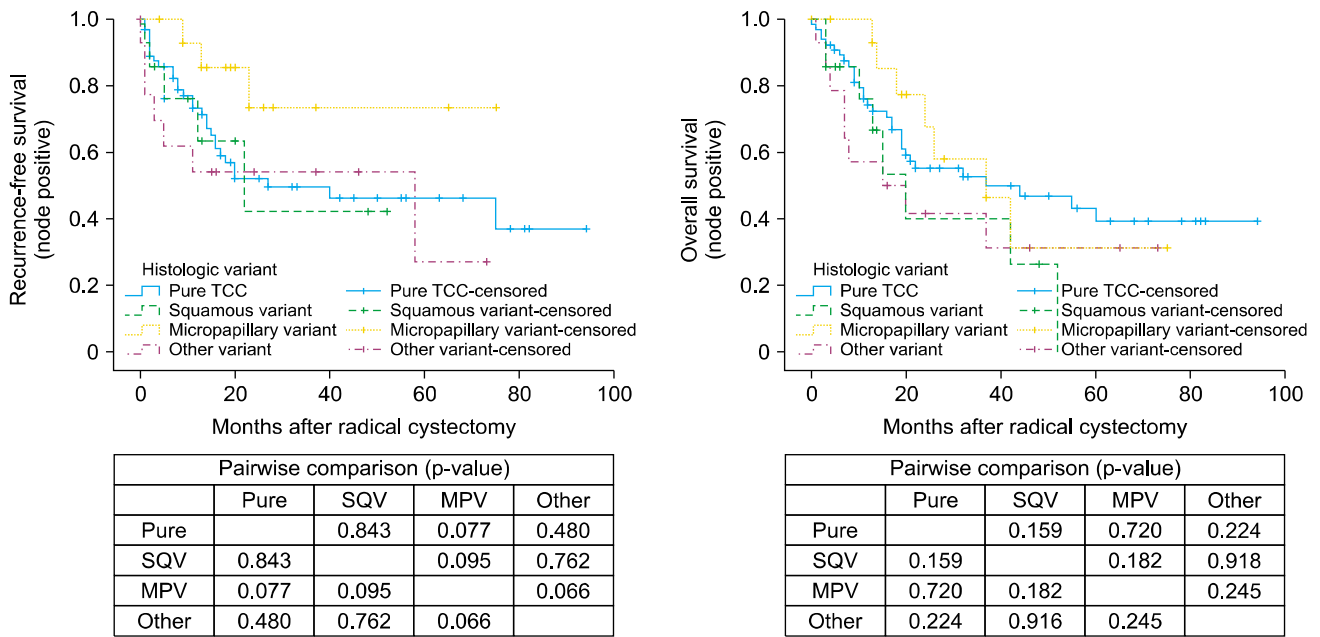 Recurrence-free survival
(node positive)
1.0
0.8
0.6
0.4
0.2
0
Histologic variant
Pure TCC Pure TCC-censored
Squamous variant Squamous variant-censored
Micropapillary variant Micropapillary variant-censored
Other variant Other variant-censored
0 20 40 60 80 100
Months after radical cystectomy
Pairwise comparison (p-value)
Pure SQV MPV Other
Pure 0.843 0.077 0.480
SQV 0.843 0.095 0.762
MPV 0.077 0.095 0.066
Other 0.480 0.762 0.066
Overall survival
(node positive)
1.0
0.8
0.6
0.4
0.2
0
Histologic variant
Pure TCC Pure TCC-censored
Squamous variant Squamous variant-censored
Micropapillary variant Micropapillary variant-censored
Other variant Other variant-censored
0 20 40 60 80 100
Months after radical cystectomy
Pairwise comparison (p-value)
Pure SQV MPV Other
Pure 0.159 0.720 0.224
SQV 0.159 0.182 0.918
MPV 0.720 0.182 0.245
Other 0.224 0.916 0.245